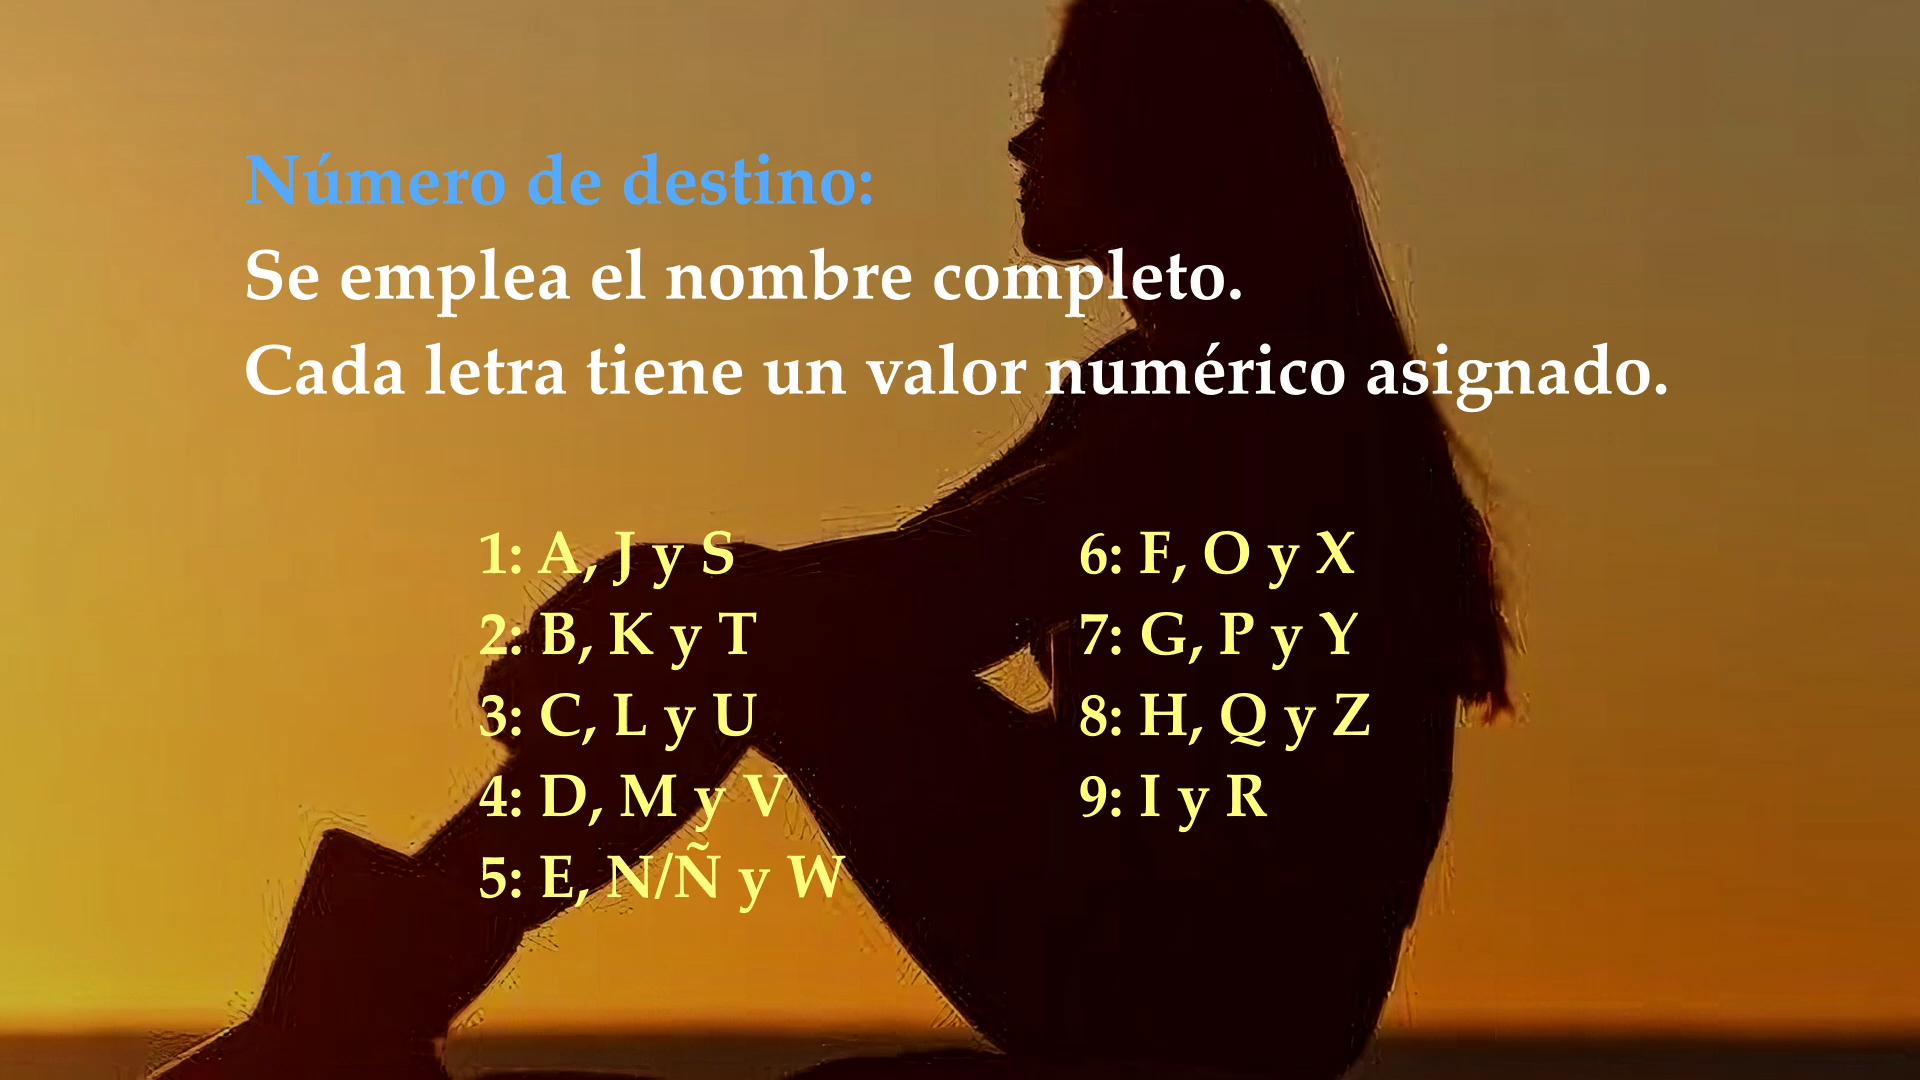 Número de destino:
Se emplea el nombre completo.
Cada letra tiene un valor numérico asignado.
1: A, J y S
2: B, K y T
3: C, L y U
4: D, M y V
5: E, N/Ñ y W
6: F, O y X
7: G, P y Y
8: H, Q y Z
9: I y R